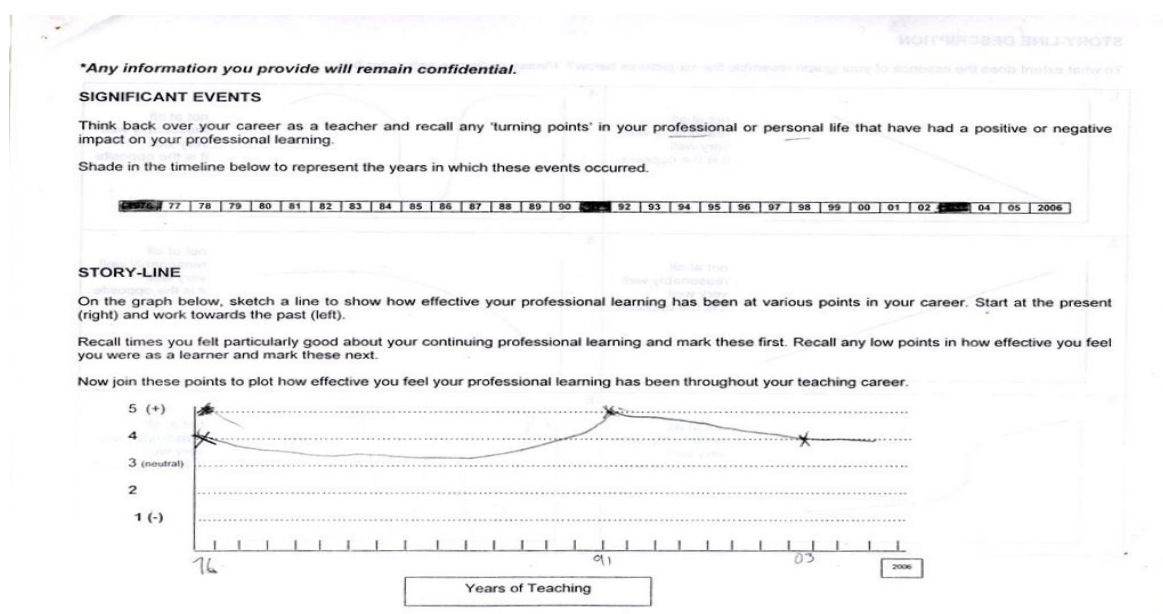 STORY-LINE DESCRIPTION
*Any information you provide will remain confidential.
SIGNIFICANT EVENTS
Think back over your career as a teacher and recall any 'turning points' in your professional or personal life that have had a positive or negative
impact on your professional learning.
Shade in the timeline below to represent the years in which these events occurred.
77 78 79 80 81 82 83 84 85 86 87 88 89 90 92 93 94 95 96 97 98 99 00 01 02 04 05 2006
STORY-LINE
On the graph below, sketch a line to show how effective your professional learning has been at various points in your career. Start at the present
(right) and work towards the past (left).
Recall times you felt particularly good about your continuing professional learning and mark these first. Recall any low points in how effective you feel
you were as a learner and mark these next.
Now join these points to plot how effective you feel your professional learning has been throughout your teaching career.
5 (+)
4
3 (neutral)
2
1 (-)
76 91 03 2006
Years of Teaching